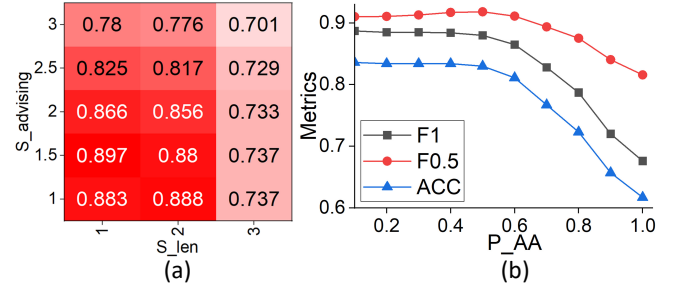 S_advising
3
2.5
2
1.5
1
0.78 0.776 0.701
0.825 0.817 0.729
0.866 0.856 0.733
0.897 0.88 0.737
0.883 0.888 0.737
1 2 3
S_len
(a)
Metrics
0.9
0.8
0.7
0.6
F1
F0.5
ACC
0.2 0.4 0.6 0.8 1.0
P_AA
(b)